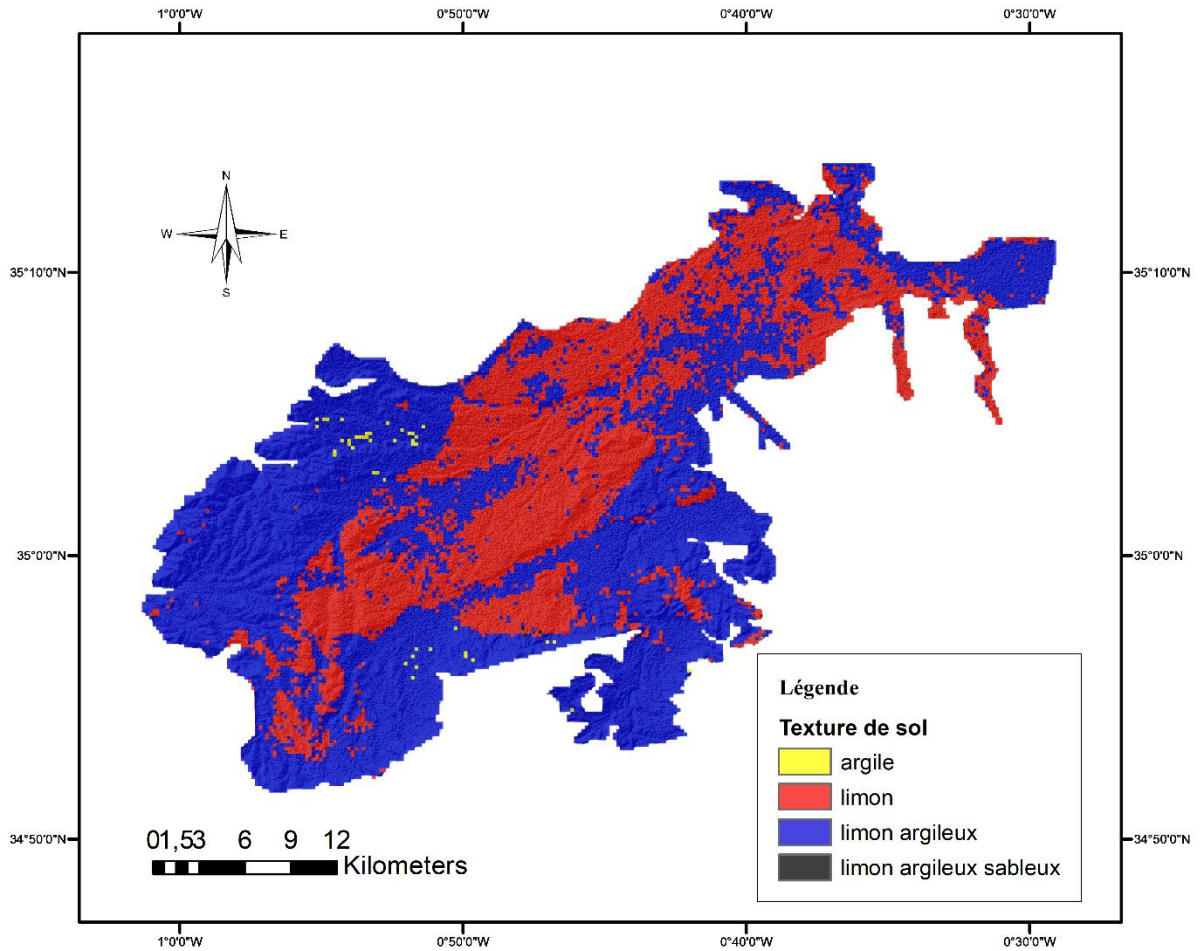 1°0'0"W 0°50'0"W 0°40'0"W 0°30'0"W
N
W E
S
35°10'0"N 35°10'0"N
35°0'0"N 35°0'0"N
Légende
Texture de sol
argile
limon
limon argileux
limon argileux sableux
34°50'0"N 34°50'0"N
01,53 6 9 12
Kilometers
1°0'0"W 0°50'0"W 0°40'0"W 0°30'0"W